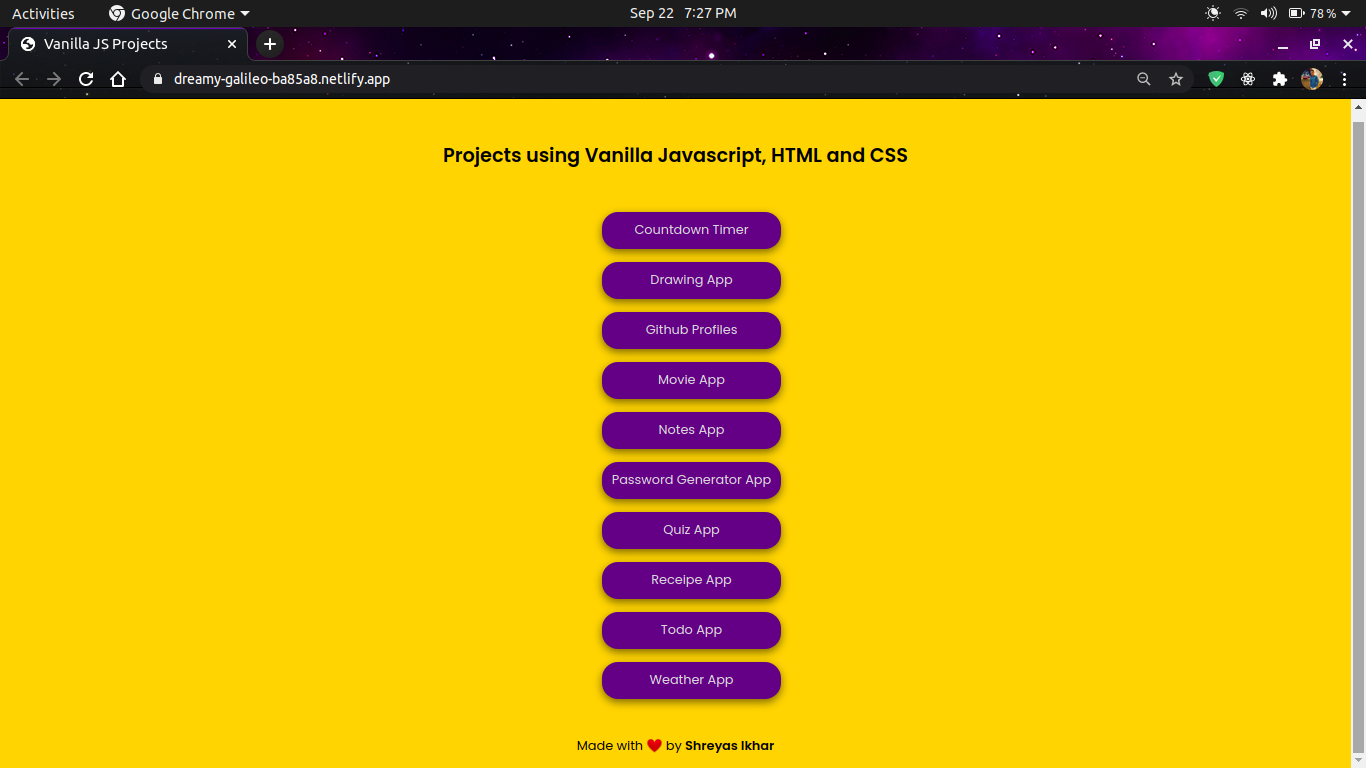 Activities
Google Chrome
Sep 22 7:27 PM
78 %
Vanilla JS Projects
dreamy-galileo-ba85a8.netlify.app
Projects using Vanilla Javascript, HTML and CSS
Countdown Timer
Drawing App
Github Profiles
Movie App
Notes App
Password Generator App
Quiz App
Receipe App
Todo App
Weather App
Made with ❤️ by Shreyas Ikhar